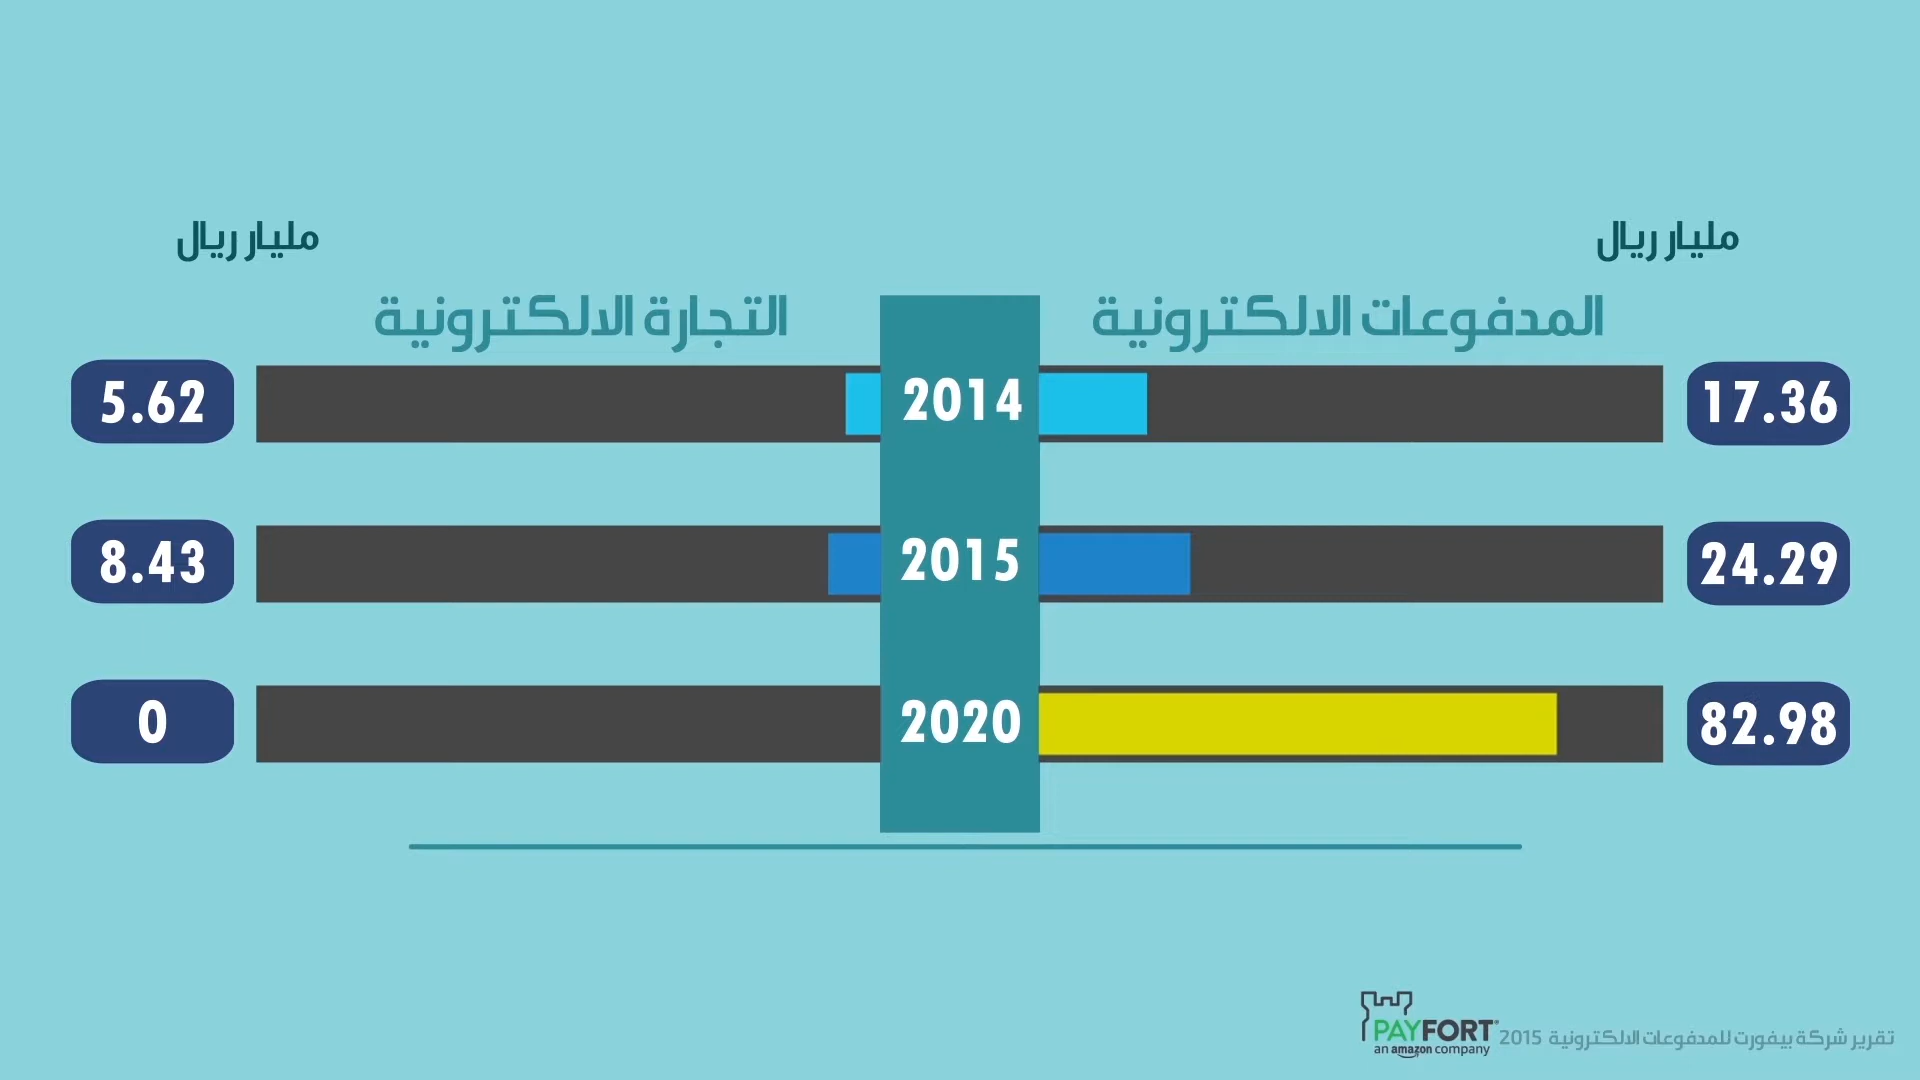 مليار ريال
مليار ريال
المدفوعات الالكترونية
التجارة الالكترونية
17.36
2014
5.62
24.29
2015
8.43
82.98
2020
0
PAYFORT
an amazon company
تقرير شركة بيفورت للمدفوعات الالكترونية 2015